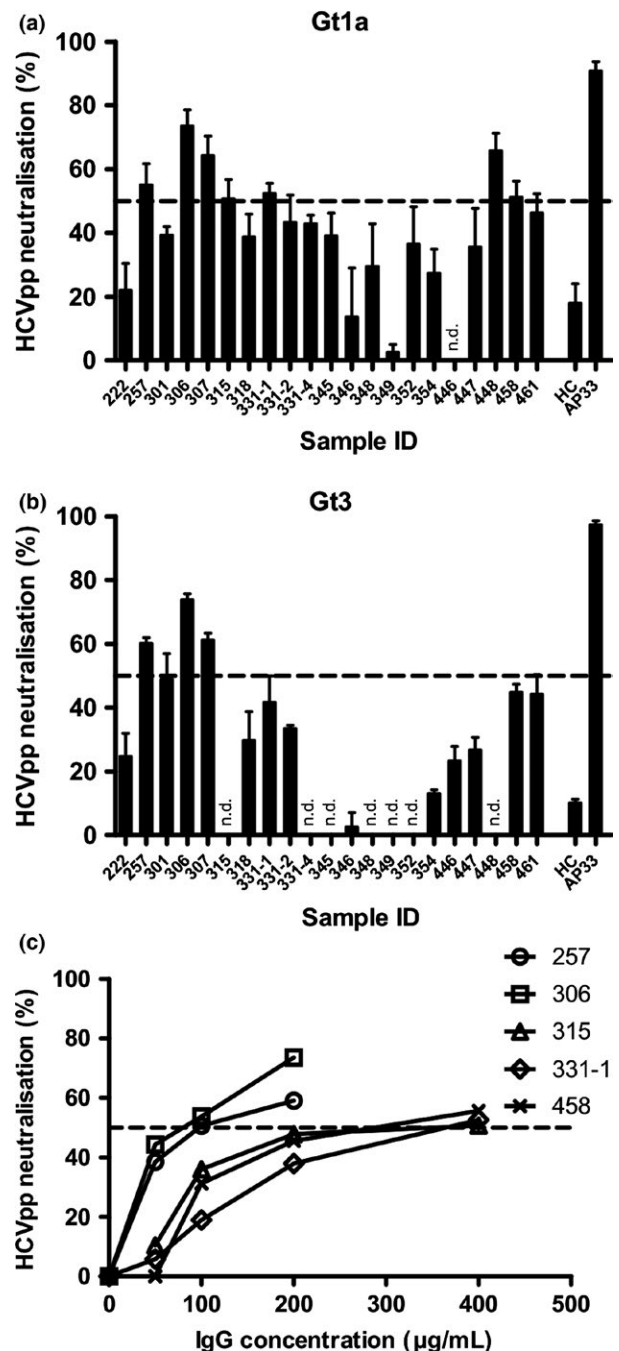 (a) Gt1a
HCVpp neutralisation (%)
100
80
60
40
20
0
n.d.
222 257 301 306 307 315 318 331-1 331-2 331-4 345 346 348 349 352 354 446 447 448 458 461 HC AP33
Sample ID
(b) Gt3
HCVpp neutralisation (%)
100
80
60
40
20
0
n.d. n.d. n.d. n.d. n.d. n.d. n.d.
222 257 301 306 307 315 318 331-1 331-2 331-4 345 346 348 349 352 354 446 447 448 458 461 HC AP33
Sample ID
(c)
HCVpp neutralisation (%)
100
80
60
40
20
0
257
306
315
331-1
458
0 100 200 300 400 500
IgG concentration (µg/mL)